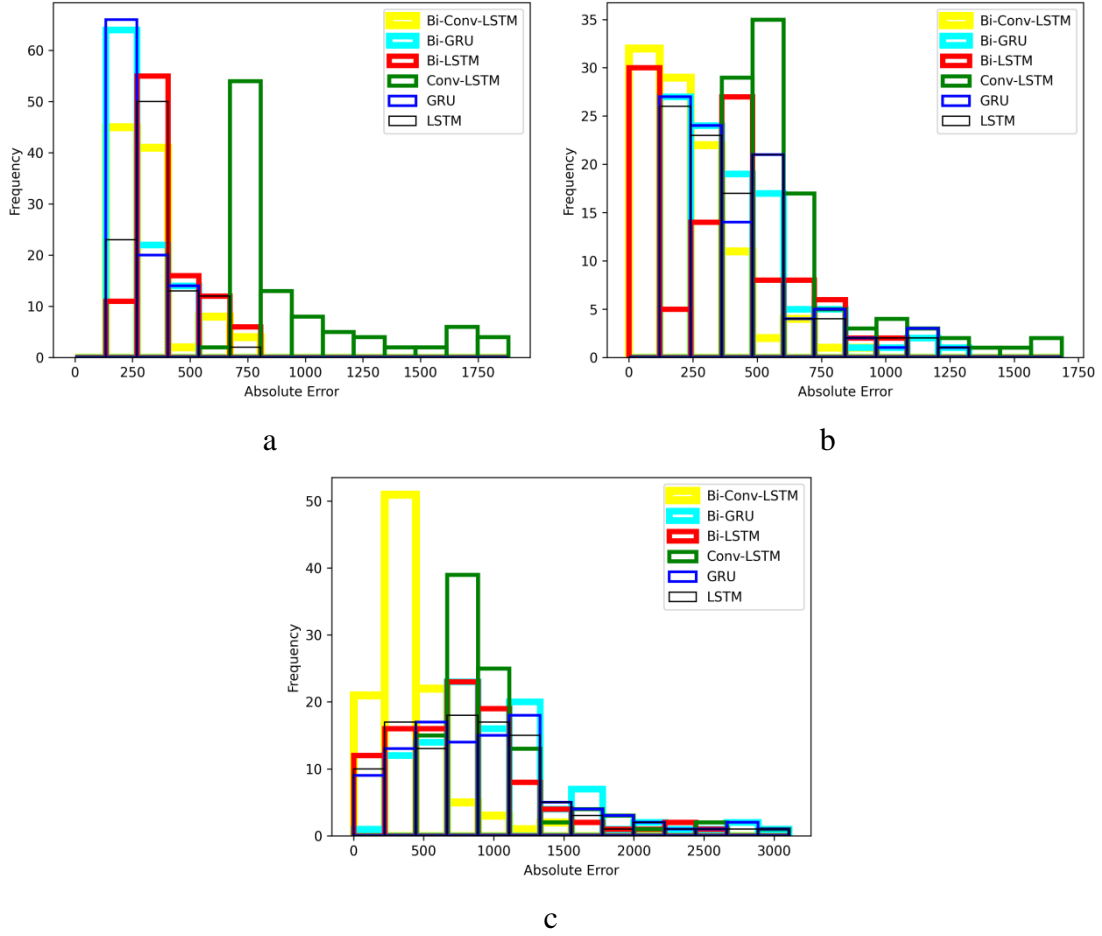 Bi-Conv-LSTM
Bi-GRU
Bi-LSTM
Conv-LSTM
GRU
LSTM
Frequency
60
50
40
30
20
10
0
0 250 500 750 1000 1250 1500 1750
Absolute Error
a
Bi-Conv-LSTM
Bi-GRU
Bi-LSTM
Conv-LSTM
GRU
LSTM
Frequency
35
30
25
20
15
10
5
0
0 250 500 750 1000 1250 1500 1750
Absolute Error
b
Bi-Conv-LSTM
Bi-GRU
Bi-LSTM
Conv-LSTM
GRU
LSTM
Frequency
50
40
30
20
10
0
0 500 1000 1500 2000 2500 3000
Absolute Error
c